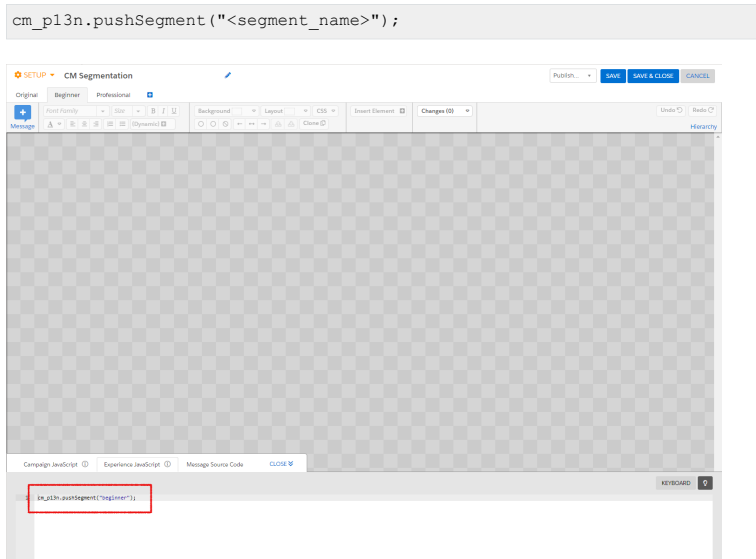 cm_p13n.pushSegment("<segment_name>");
SETUP CM Segmentation Publish... SAVE SAVE & CLOSE CANCEL
Original Beginner Professional
Font Family Size B I U Background Layout CSS Insert Element Changes (0) Undo Redo
Message A (Dynamic) Clone Hierarchy
Campaign JavaScript Experience JavaScript Message Source Code CLOSE
KEYBOARD
cm_p13n.pushSegment("beginner");